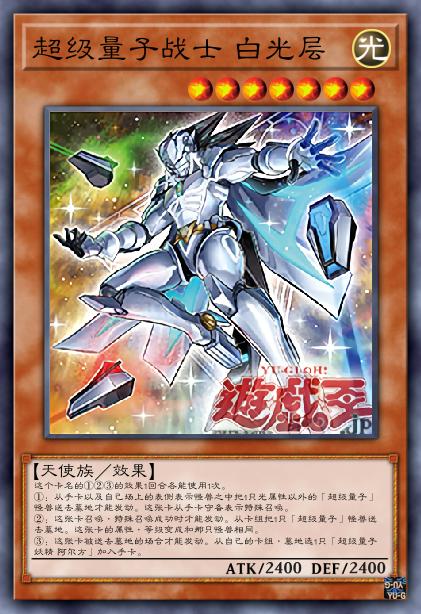 超级量子战士 白光层
光
YU-GI-OH!
遊戯王
.JP
【天使族／效果】
这个卡名的①②③的效果1回合各能使用1次。
①：从手卡以及自己场上的表侧表示怪兽之中把1只光属性以外的「超级量子」
怪兽送去墓地才能发动。这张卡从手卡守备表示特殊召唤。
②：这张卡召唤·特殊召唤成功时才能发动。从卡组把1只「超级量子」怪兽送
去墓地。这张卡的属性·等级变成和那只怪兽相同。
③：这张卡被送去墓地的场合才能发动。从自己的卡组·墓地选1只「超级量子
妖精 阿尔方」加入手卡。
ATK/2400 DEF/2400